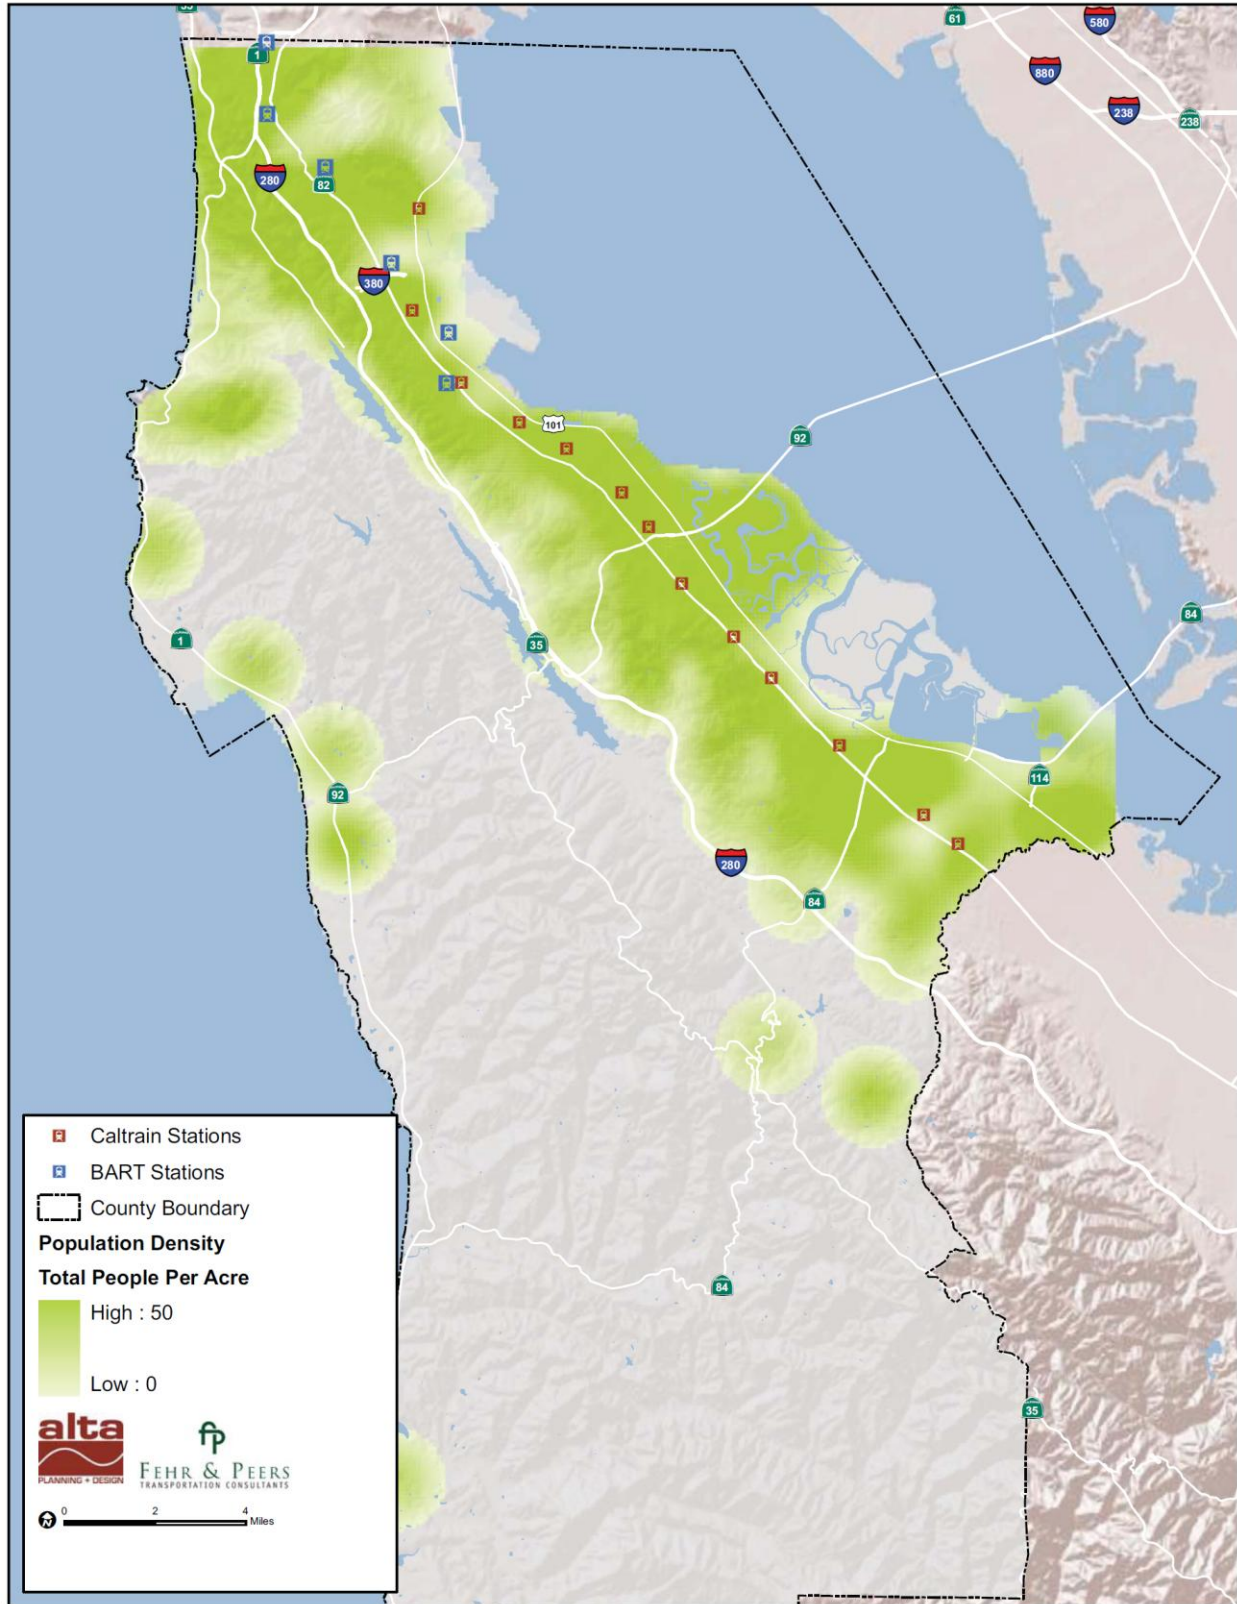 35
61
580
1
880
238
238
280
82
380
101
92
84
1
35
114
92
280
84
84
35
Caltrain Stations
BART Stations
County Boundary
Population Density
Total People Per Acre
High : 50
Low : 0
alta
PLANNING + DESIGN
fp
FEHR & PEERS
TRANSPORTATION CONSULTANTS
N
0 2 4
Miles